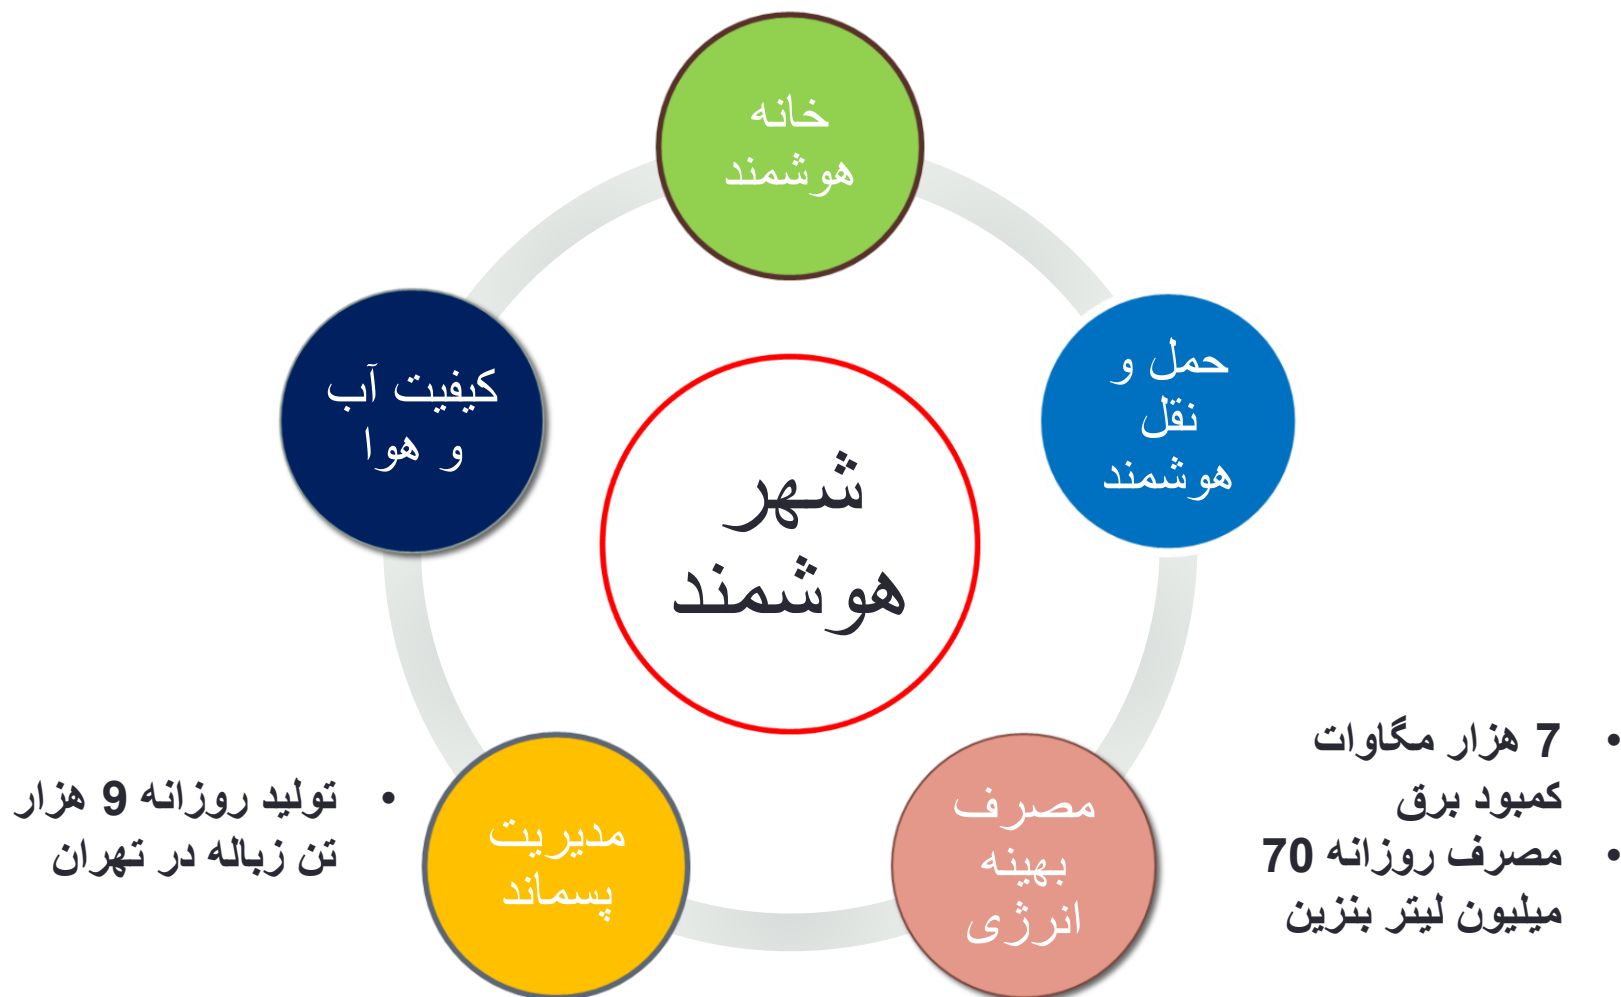 خانه
هوشمند
حمل و
نقل
هوشمند
کیفیت آب
و هوا
شهر
هوشمند
• 7 هزار مگاوات
کمبود برق
• مصرف روزانه 70
میلیون لیتر بنزین
مصرف
بهینه
انرژی
مدیریت
پسماند
• تولید روزانه 9 هزار
تن زباله در تهران